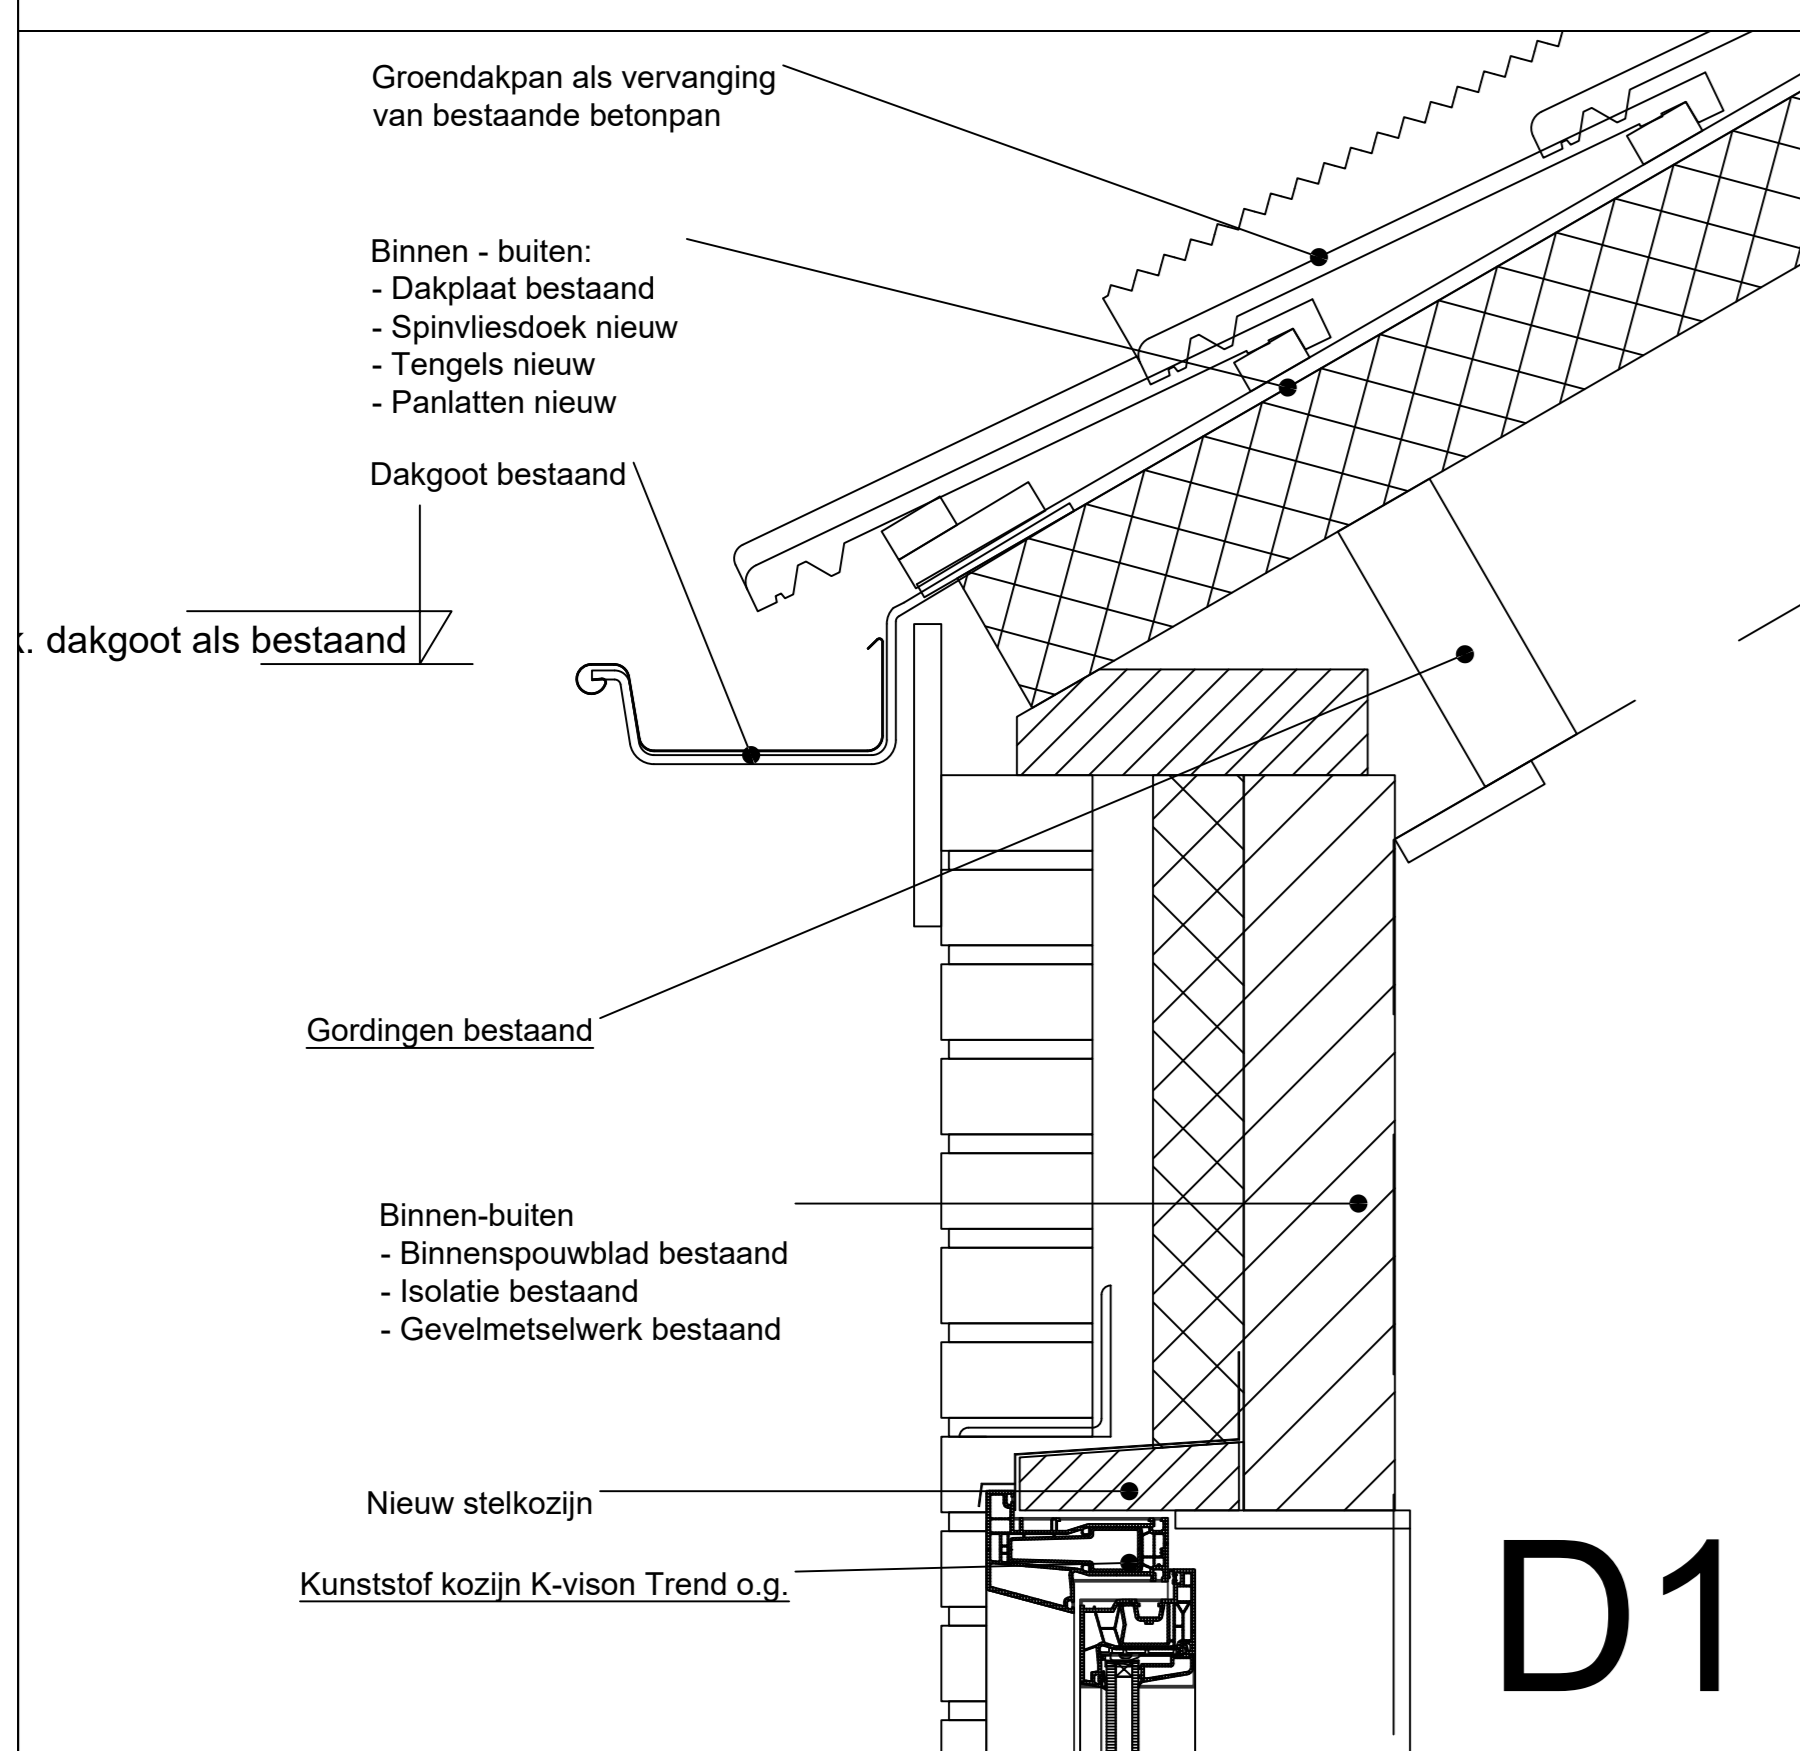 Groendakpan als vervanging
van bestaande betonpan
Binnen - buiten:
- Dakplaat bestaand
- Spinvliesdoek nieuw
- Tengels nieuw
- Panlatten nieuw
Dakgoot bestaand
dakgoot als bestaand
Gordingen bestaand
Binnen-buiten
- Binnenspouwblad bestaand
- Isolatie bestaand
- Gevelmetselwerk bestaand
Nieuw stelkozijn
Kunststof kozijn K-vison Trend o.g.
D1